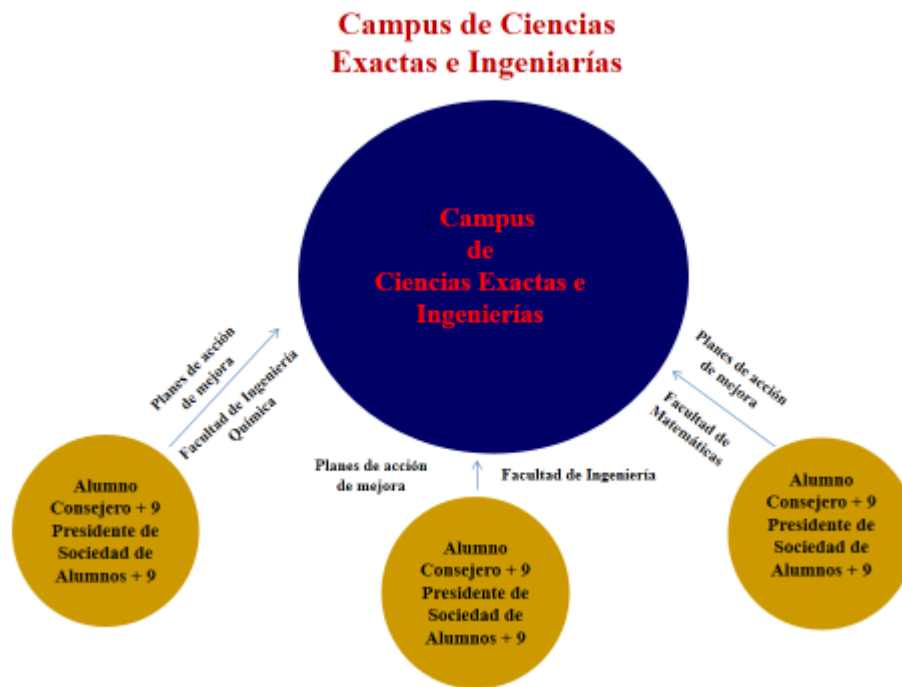 Campus de Ciencias
Exactas e Ingeniarías
Campus
de
Ciencias Exactas e
Ingenierías
Planes de acción
de mejora
Facultad de Ingeniería
Química
Planes de acción
de mejora
Facultad de Ingeniería
Planes de acción
de mejora
Facultad de
Matemáticas
Alumno
Consejero + 9
Presidente de
Sociedad de
Alumnos + 9
Alumno
Consejero + 9
Presidente de
Sociedad de
Alumnos + 9
Alumno
Consejero + 9
Presidente de
Sociedad de
Alumnos + 9